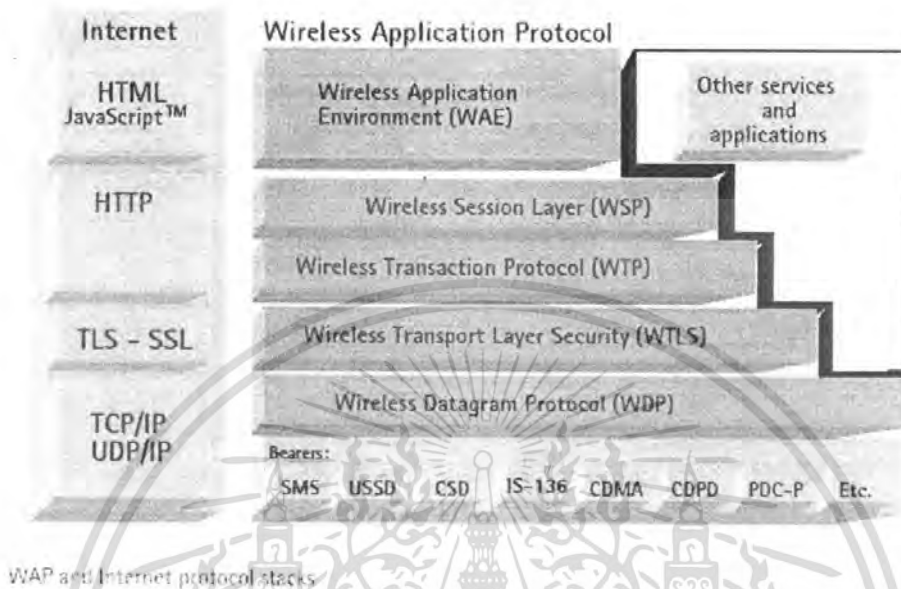 Internet
HTML
JavaScript™
HTTP
TLS - SSL
TCP/IP
UDP/IP
Wireless Application Protocol
Wireless Application
Environment (WAE)
Other services
and
applications
Wireless Session Layer (WSP)
Wireless Transaction Protocol (WTP)
Wireless Transport Layer Security (WTLS)
Wireless Datagram Protocol (WDP)
Bearers:
SMS USSD CSD IS-136 CDMA CDPD PDC-P Etc.
WAP and Internet protocol stacks